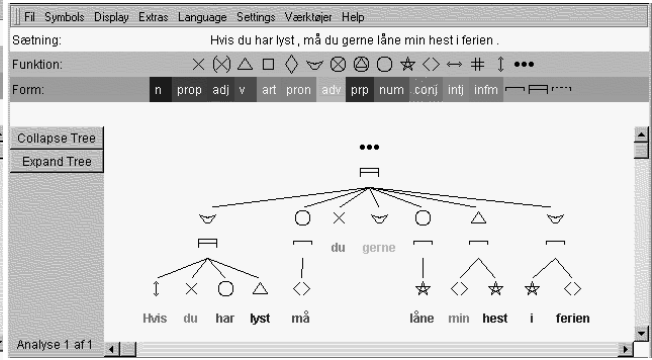 Fil Symbols Display Extras Language Settings Værktøjer Help
Sætning: Hvis du har lyst , må du gerne låne min hest i ferien .
Funktion:
Form: n prop adj v art pron adv prp num conj intj infm
Collapse Tree
Expand Tree
du gerne
Hvis du har lyst må låne min hest i ferien
Analyse 1 af 1